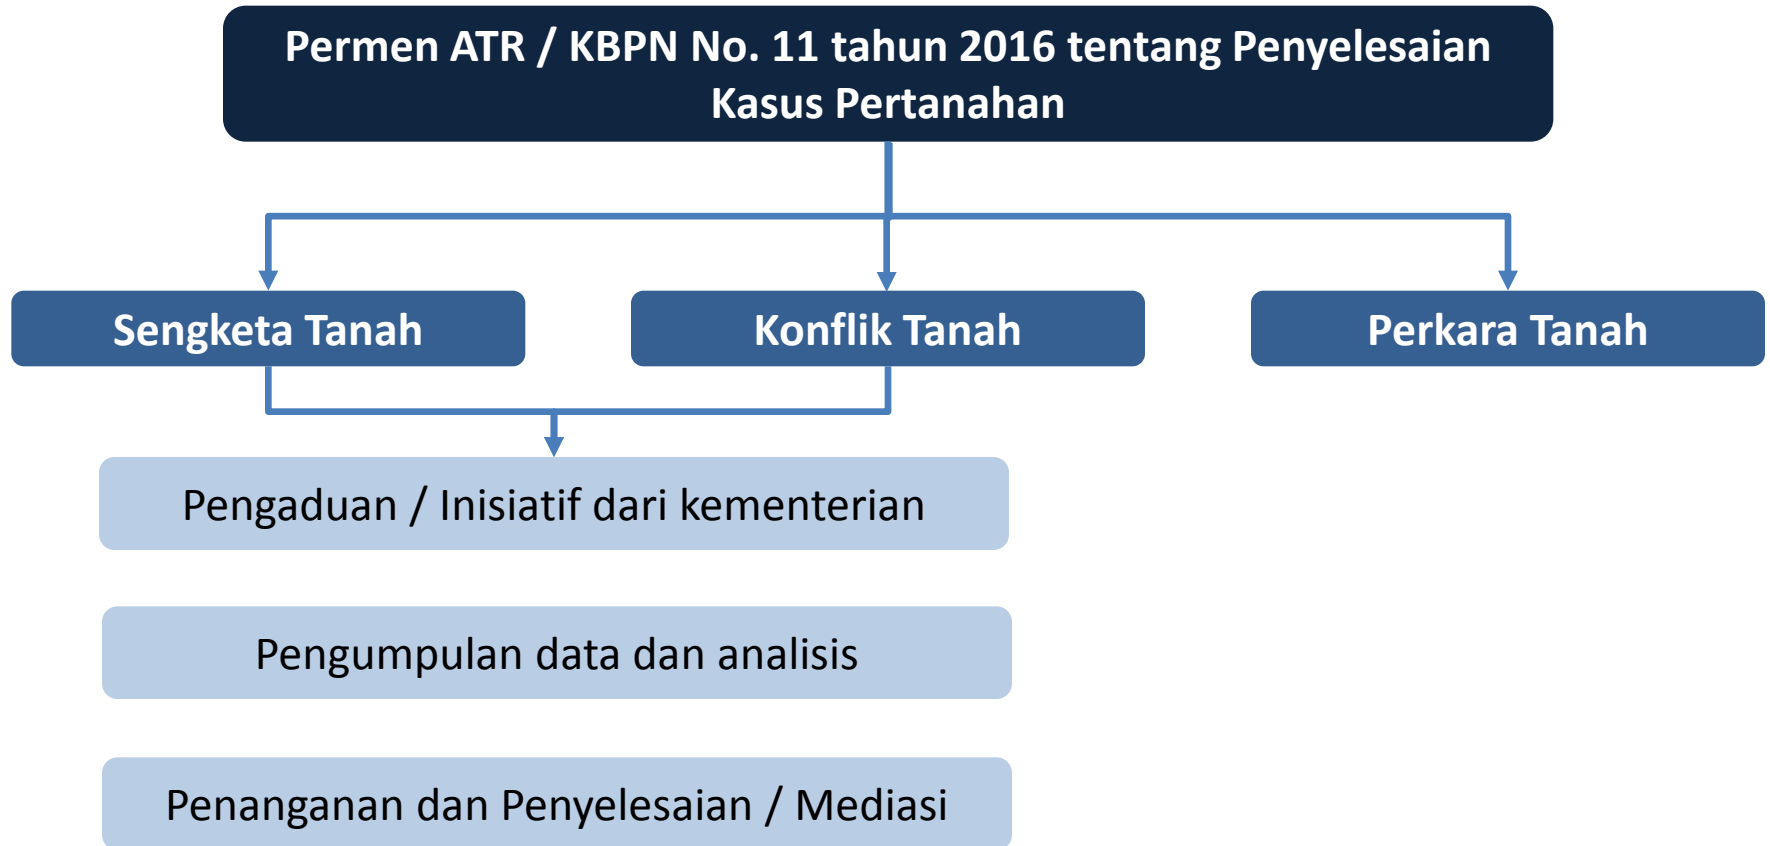 Permen ATR / KBPN No. 11 tahun 2016 tentang Penyelesaian
Kasus Pertanahan
Sengketa Tanah
Konflik Tanah
Perkara Tanah
Pengaduan / Inisiatif dari kementerian
Pengumpulan data dan analisis
Penanganan dan Penyelesaian / Mediasi